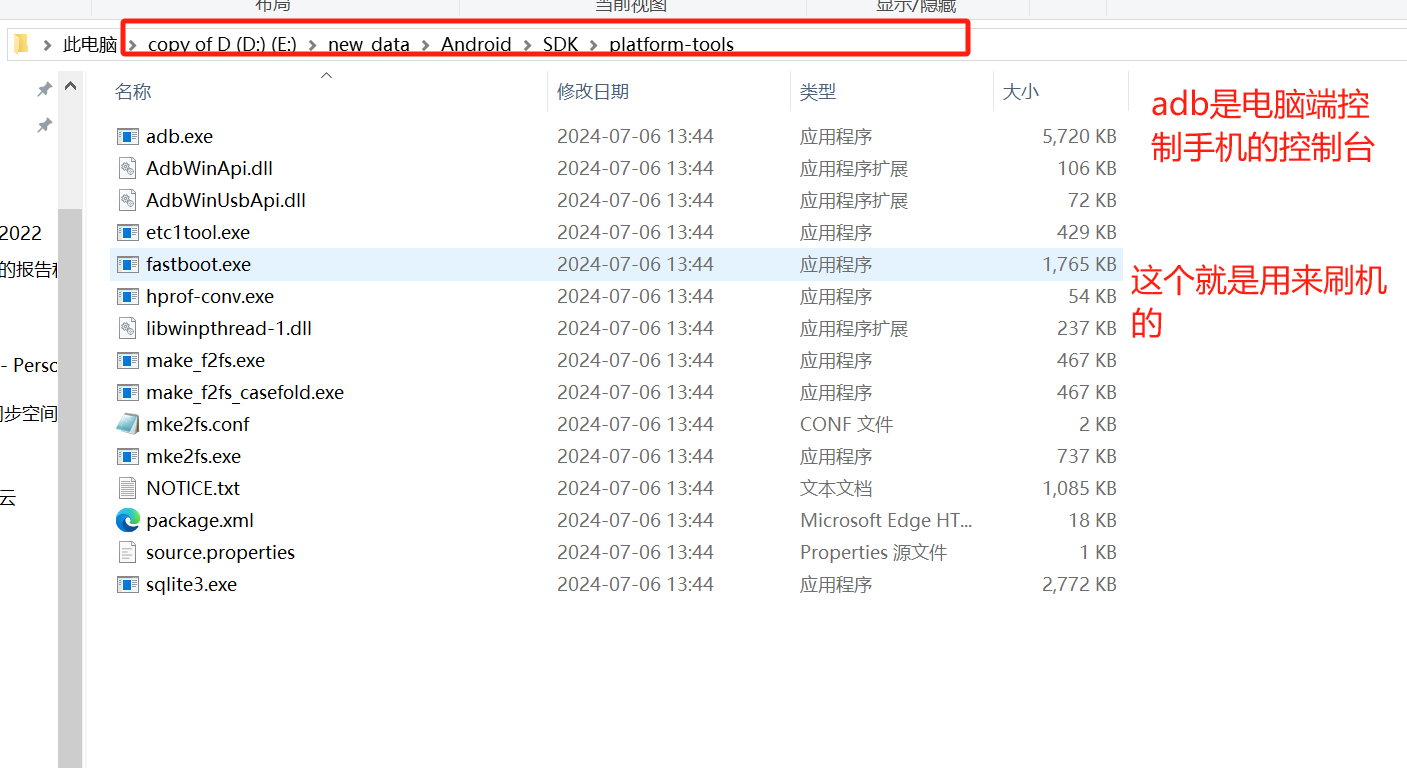 布局 当前视图 显示/隐藏
此电脑 copy of D (D:) (E:) new_data Android SDK platform-tools
名称 修改日期 类型 大小
adb.exe 2024-07-06 13:44 应用程序 5,720 KB
AdbWinApi.dll 2024-07-06 13:44 应用程序扩展 106 KB
AdbWinUsbApi.dll 2024-07-06 13:44 应用程序扩展 72 KB
etc1tool.exe 2024-07-06 13:44 应用程序 429 KB
fastboot.exe 2024-07-06 13:44 应用程序 1,765 KB
hprof-conv.exe 2024-07-06 13:44 应用程序 54 KB
libwinpthread-1.dll 2024-07-06 13:44 应用程序扩展 237 KB
make_f2fs.exe 2024-07-06 13:44 应用程序 467 KB
make_f2fs_casefold.exe 2024-07-06 13:44 应用程序 467 KB
mke2fs.conf 2024-07-06 13:44 CONF 文件 2 KB
mke2fs.exe 2024-07-06 13:44 应用程序 737 KB
NOTICE.txt 2024-07-06 13:44 文本文档 1,085 KB
package.xml 2024-07-06 13:44 Microsoft Edge HT... 18 KB
source.properties 2024-07-06 13:44 Properties 源文件 1 KB
sqlite3.exe 2024-07-06 13:44 应用程序 2,772 KB
adb是电脑端控
制手机的控制台
这个就是用来刷机
的
2022
的报告
- Perso
步空间
云